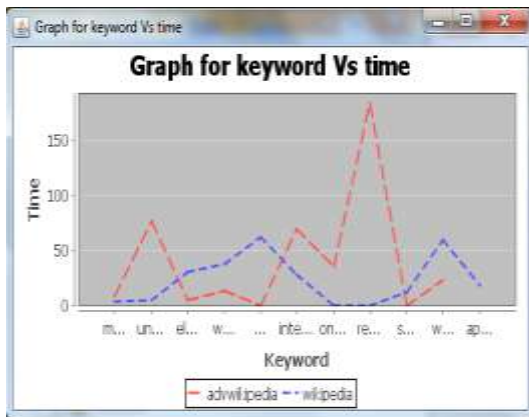 Graph for keyword Vs time
Graph for keyword Vs time
Time
150
100
50
0
m... un... el... w... ... inte... on... re... s... w... ap...
Keyword
advwikipedia wikipedia